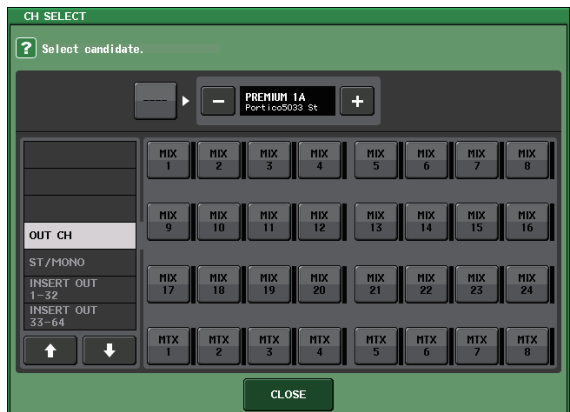 CH SELECT
? Select candidate.
----
− PREMIUM 1A +
Portico5033 St
MIX 1 MIX 2 MIX 3 MIX 4 MIX 5 MIX 6 MIX 7 MIX 8
OUT CH
MIX 9 MIX 10 MIX 11 MIX 12 MIX 13 MIX 14 MIX 15 MIX 16
ST/MONO
INSERT OUT
1-32
INSERT OUT
33-64
MIX 17 MIX 18 MIX 19 MIX 20 MIX 21 MIX 22 MIX 23 MIX 24
MTX 1 MTX 2 MTX 3 MTX 4 MTX 5 MTX 6 MTX 7 MTX 8
CLOSE